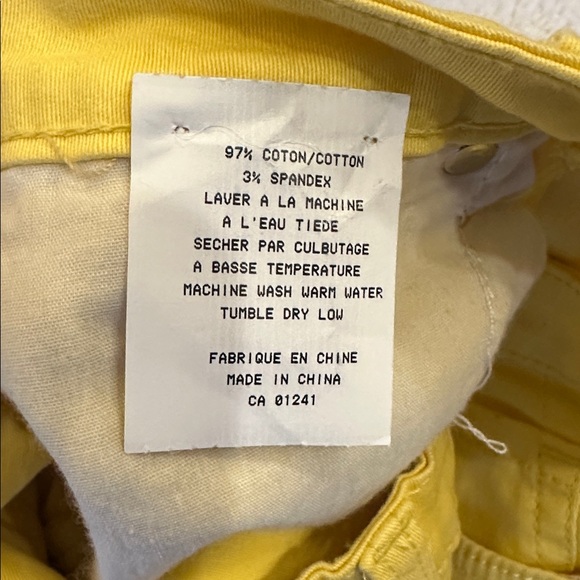 97% COTON/COTTON
3% SPANDEX
LAVER A LA MACHINE
A L'EAU TIEDE
SECHER PAR CULBUTAGE
A BASSE TEMPERATURE
MACHINE WASH WARM WATER
TUMBLE DRY LOW
FABRIQUE EN CHINE
MADE IN CHINA
CA 01241